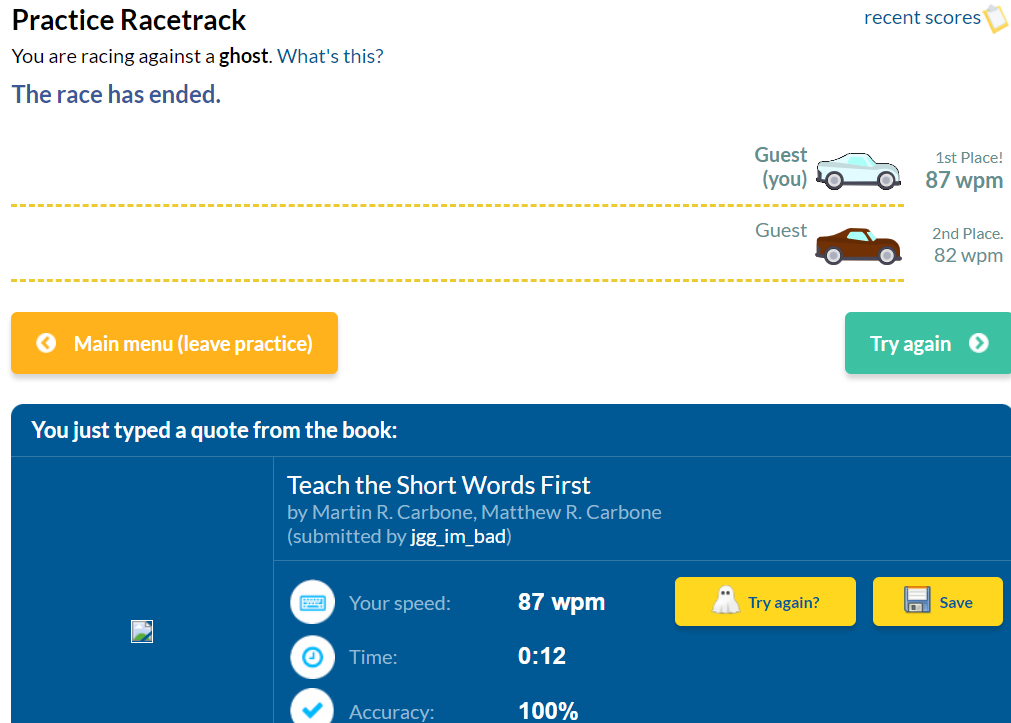 Practice Racetrack
recent scores
You are racing against a ghost. What's this?
The race has ended.
Guest
(you)
1st Place!
87 wpm
Guest
2nd Place.
82 wpm
Main menu (leave practice)
Try again
You just typed a quote from the book:
Teach the Short Words First
by Martin R. Carbone, Matthew R. Carbone
(submitted by jgg_im_bad)
Your speed:
87 wpm
Try again?
Save
Time:
0:12
Accuracy:
100%